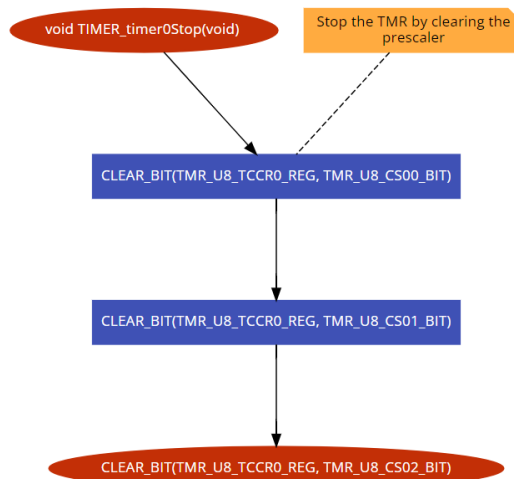 void TIMER_timer0Stop(void)
Stop the TMR by clearing the
prescaler
CLEAR_BIT(TMR_U8_TCCR0_REG, TMR_U8_CS00_BIT)
CLEAR_BIT(TMR_U8_TCCR0_REG, TMR_U8_CS01_BIT)
CLEAR_BIT(TMR_U8_TCCR0_REG, TMR_U8_CS02_BIT)